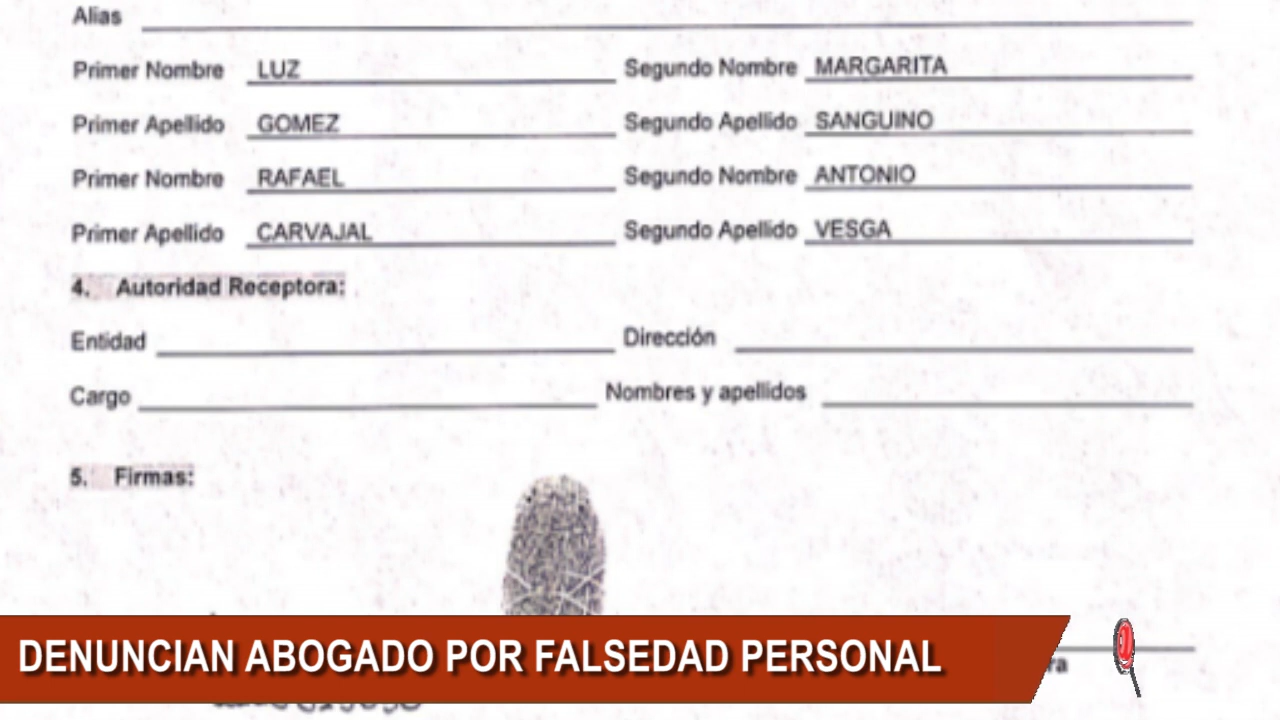 Alias
Primer Nombre LUZ Segundo Nombre MARGARITA
Primer Apellido GOMEZ Segundo Apellido SANGUINO
Primer Nombre RAFAEL Segundo Nombre ANTONIO
Primer Apellido CARVAJAL Segundo Apellido VESGA
4. Autoridad Receptora:
Entidad Dirección
Cargo Nombres y apellidos
5. Firmas:
DENUNCIAN ABOGADO POR FALSEDAD PERSONAL